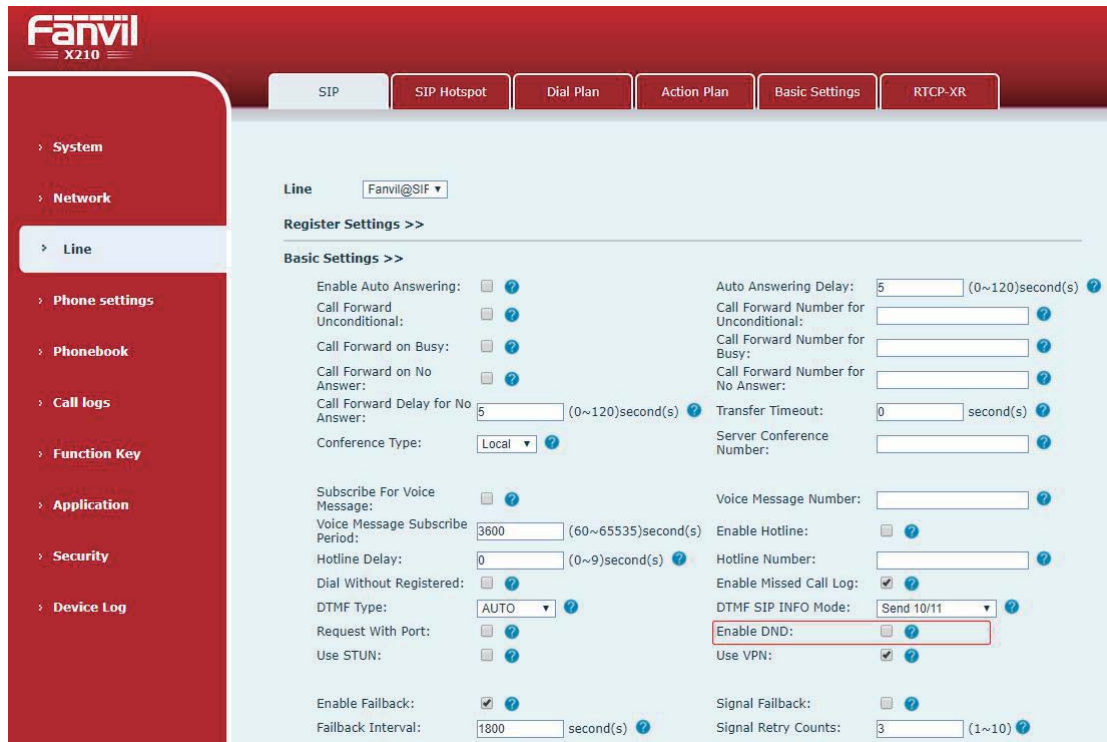 Fanvil
X210
SIP SIP Hotspot Dial Plan Action Plan Basic Settings RTCP-XR
› System
› Network
› Line
› Phone settings
› Phonebook
› Call logs
› Function Key
› Application
› Security
› Device Log
Line Fanvil@SIF
Register Settings >>
Basic Settings >>
Enable Auto Answering: Auto Answering Delay: 5 (0~120)second(s)
Call Forward Unconditional: Call Forward Number for Unconditional:
Call Forward on Busy: Call Forward Number for Busy:
Call Forward on No Answer: Call Forward Number for No Answer:
Call Forward Delay for No Answer: 5 (0~120)second(s) Transfer Timeout: 0 second(s)
Conference Type: Local Server Conference Number:
Subscribe For Voice Message: Voice Message Number:
Voice Message Subscribe Period: 3600 (60~65535)second(s) Enable Hotline:
Hotline Delay: 0 (0~9)second(s) Hotline Number:
Dial Without Registered: Enable Missed Call Log:
DTMF Type: AUTO DTMF SIP INFO Mode: Send 10/11
Request With Port: Enable DND:
Use STUN: Use VPN:
Enable Failback: Signal Failback:
Failback Interval: 1800 second(s) Signal Retry Counts: 3 (1~10)